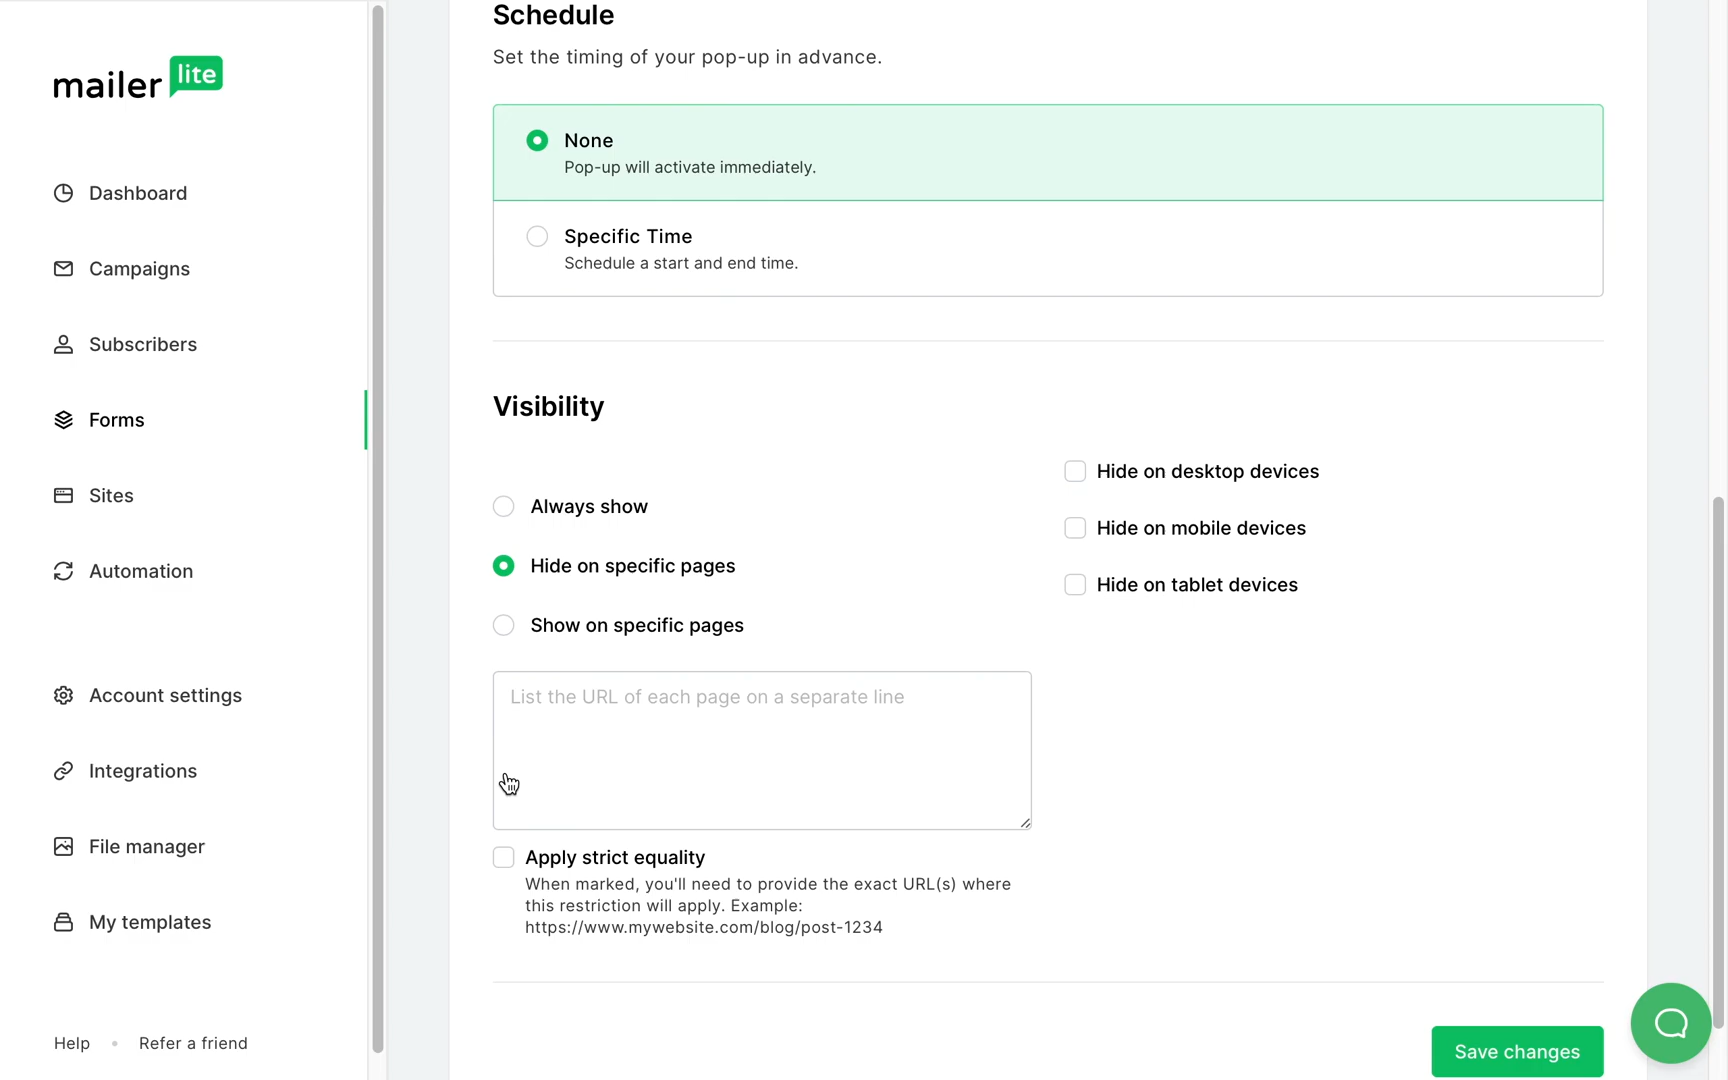 mailer lite
Dashboard
Campaigns
Subscribers
Forms
Sites
Automation
Account settings
Integrations
File manager
My templates
Help • Refer a friend
Schedule
Set the timing of your pop-up in advance.
None
Pop-up will activate immediately.
Specific Time
Schedule a start and end time.
Visibility
Always show
Hide on specific pages
Show on specific pages
Hide on desktop devices
Hide on mobile devices
Hide on tablet devices
List the URL of each page on a separate line
Apply strict equality
When marked, you'll need to provide the exact URL(s) where
this restriction will apply. Example:
https://www.mywebsite.com/blog/post-1234
Save changes